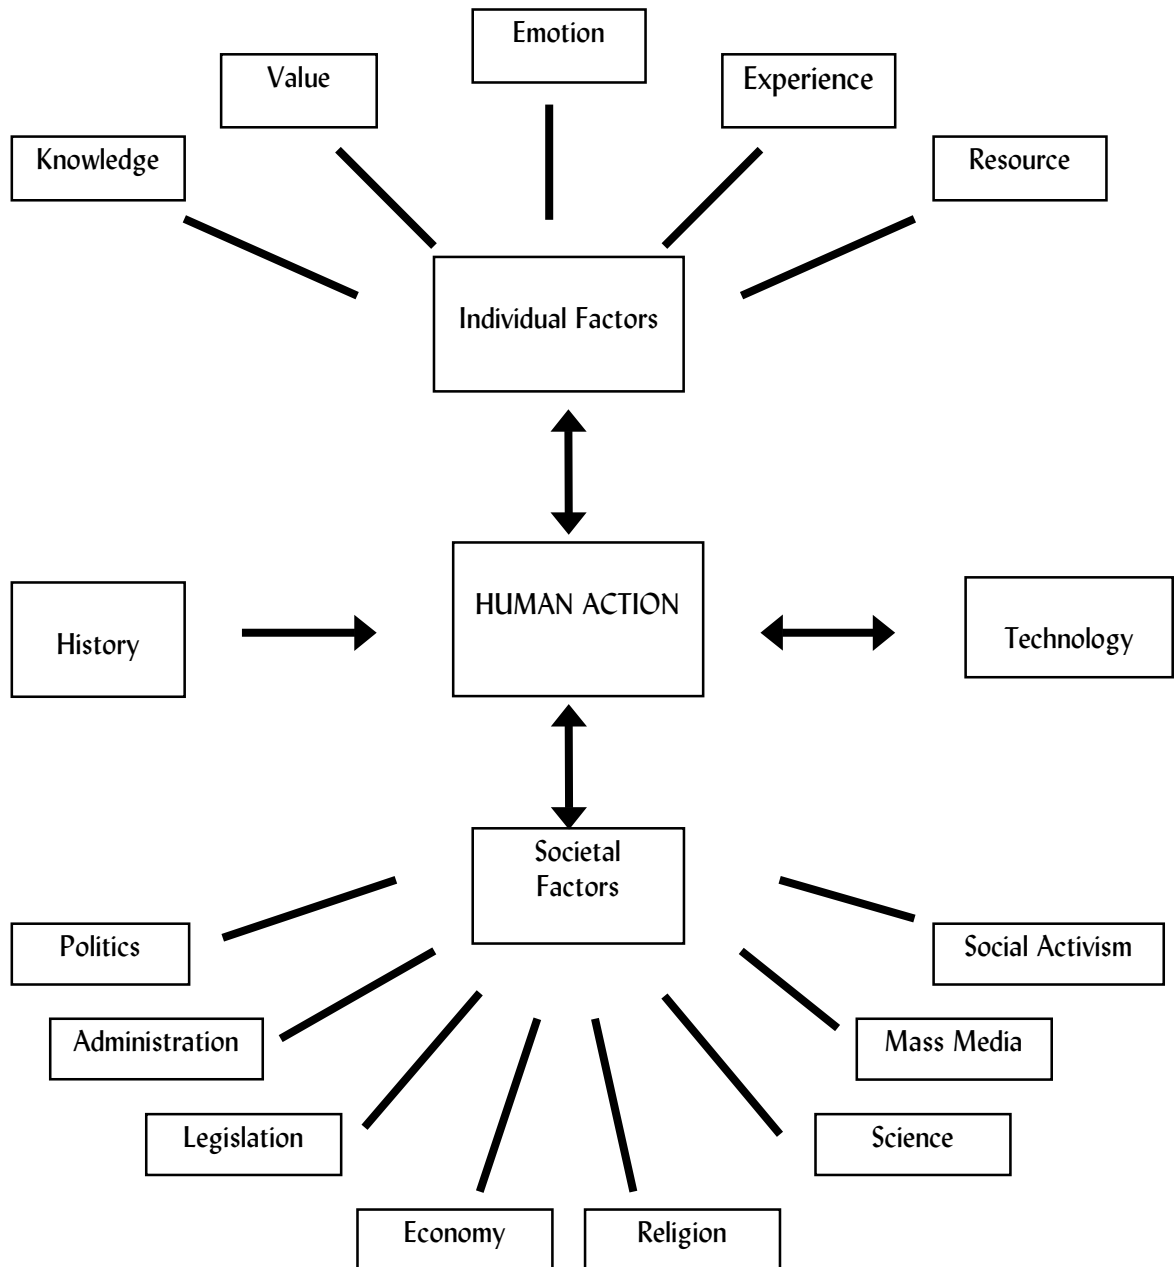 Emotion
Value
Experience
Knowledge
Resource
Individual Factors
HUMAN ACTION
History
Technology
Societal
Factors
Politics
Social Activism
Administration
Mass Media
Legislation
Science
Economy
Religion